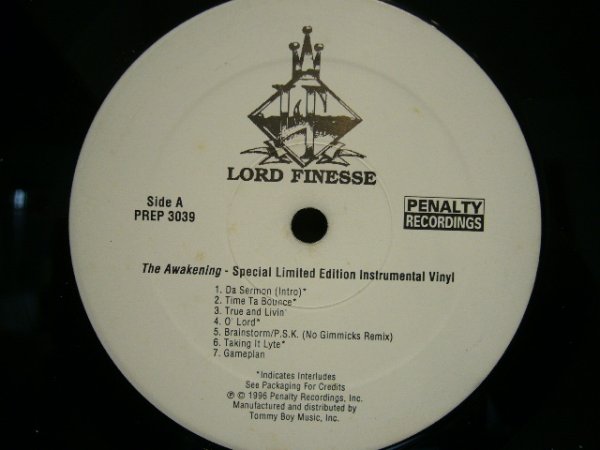 LF
LORD FINESSE
Side A
PREP 3039
PENALTY
RECORDINGS
The Awakening - Special Limited Edition Instrumental Vinyl
1. Da Sermon (Intro)*
2. Time Ta Bounce*
3. True and Livin'
4. O' Lord*
5. Brainstorm/P.S.K. (No Gimmicks Remix)
6. Taking It Lyte*
7. Gameplan
*Indicates Interludes
See Packaging For Credits
℗ © 1996 Penalty Recordings, Inc.
Manufactured and distributed by
Tommy Boy Music, Inc.